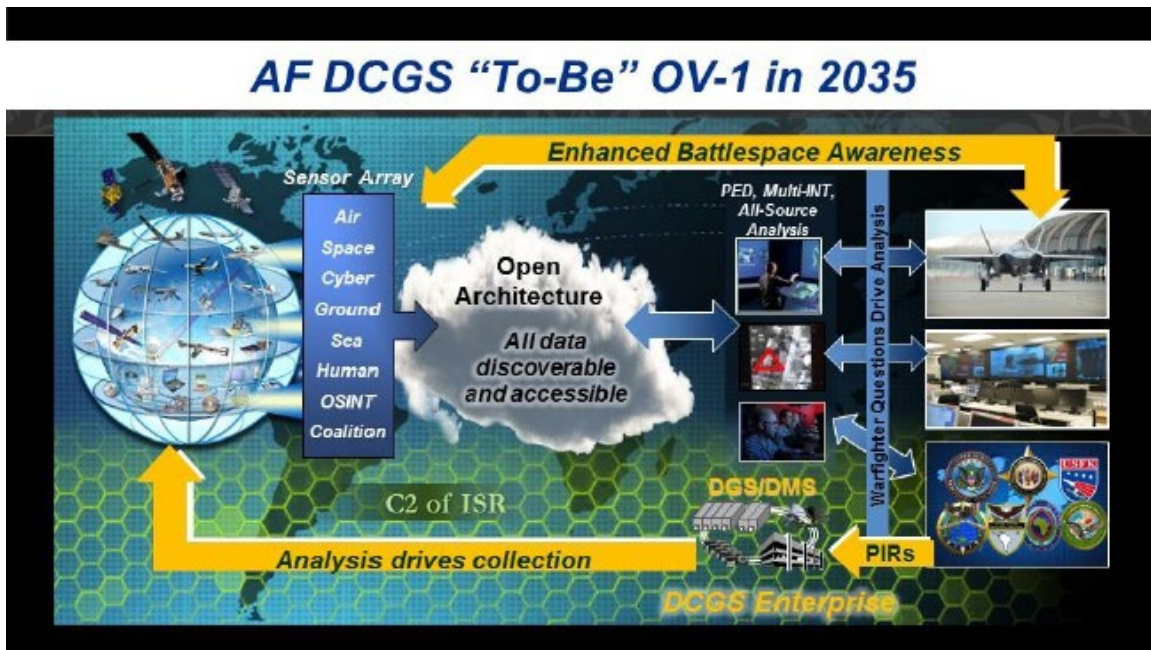 AF DCGS “To-Be” OV-1 in 2035
Enhanced Battlespace Awareness
Sensor Array
Air
Space
Cyber
Ground
Sea
Human
OSINT
Coalition
Open
Architecture
All data
discoverable
and accessible
PED, Multi-INT,
All-Source
Analysis
Warfighter Questions Drive Analysis
C2 of ISR
DGS/DMS
Analysis drives collection
PIRs
DCGS Enterprise
USFK